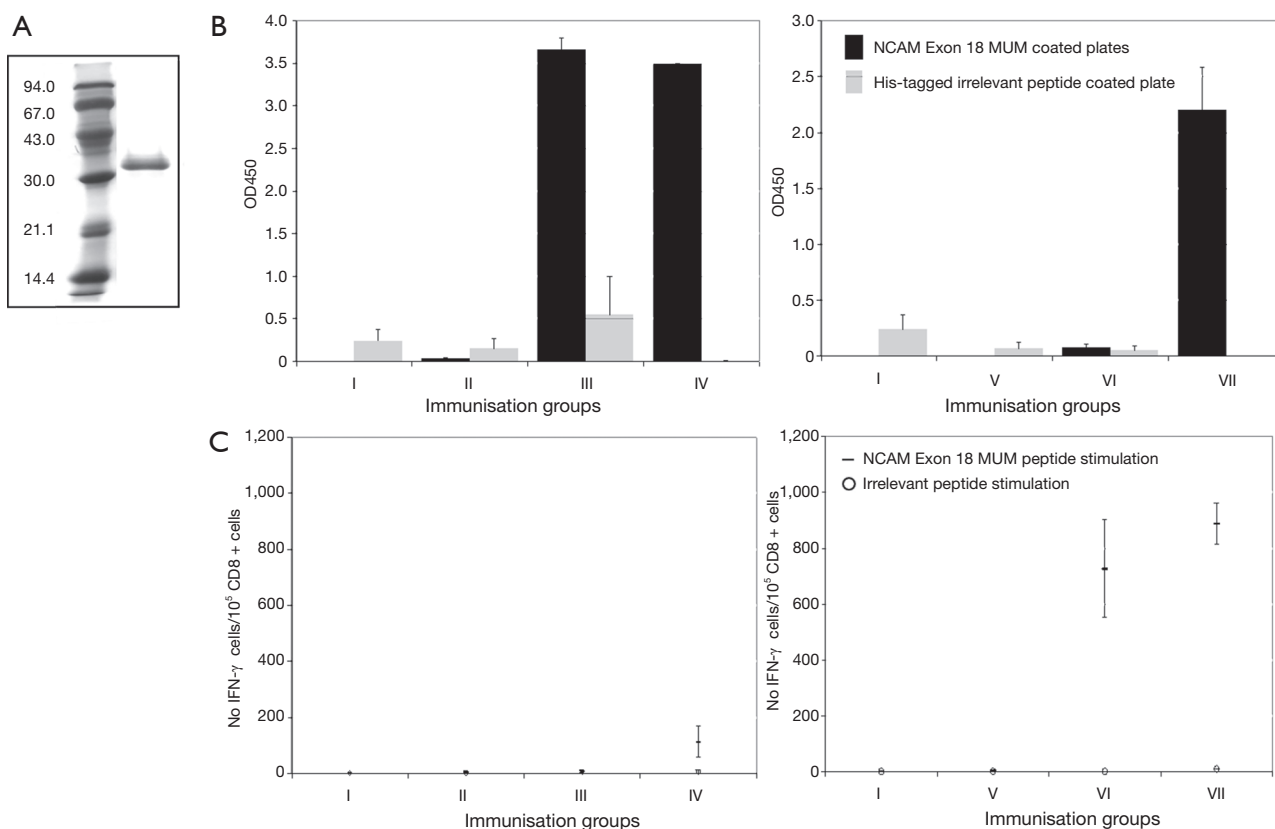 A
94.0
67.0
43.0
30.0
21.1
14.4
B
4.0
3.5
3.0
2.5
2.0
1.5
1.0
0.5
0
OD450
I
II
III
IV
Immunisation groups
3.0
2.5
2.0
1.5
1.0
0.5
0
OD450
NCAM Exon 18 MUM coated plates
His-tagged irrelevant peptide coated plate
I
V
VI
VII
Immunisation groups
C
1,200
1,000
800
600
400
200
0
No IFN-γ cells/10⁵ CD8 + cells
I
II
III
IV
Immunisation groups
1,200
1,000
800
600
400
200
0
No IFN-γ cells/10⁵ CD8 + cells
NCAM Exon 18 MUM peptide stimulation
Irrelevant peptide stimulation
I
V
VI
VII
Immunisation groups